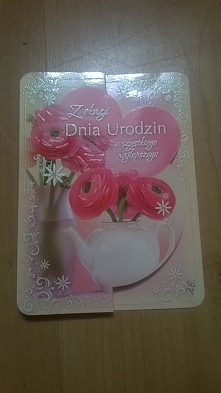 Z okazji
Dnia Urodzin
wszystkiego
najlepszego